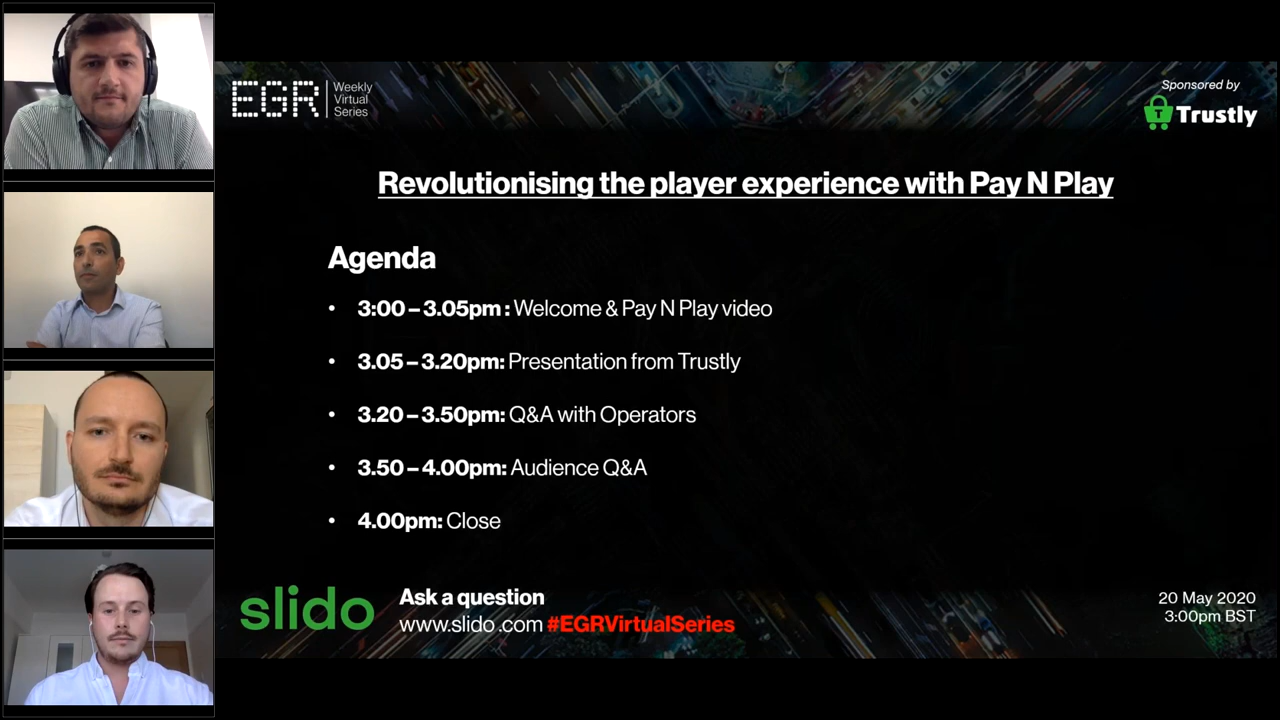 EGR
Weekly
Virtual
Series
Sponsored by
Trustly
Revolutionising the player experience with Pay N Play
Agenda
• 3:00 – 3.05pm : Welcome & Pay N Play video
• 3.05 – 3.20pm: Presentation from Trustly
• 3.20 – 3.50pm: Q&A with Operators
• 3.50 – 4.00pm: Audience Q&A
• 4.00pm: Close
slido
Ask a question
www.slido.com #EGRVirtualSeries
20 May 2020
3:00pm BST